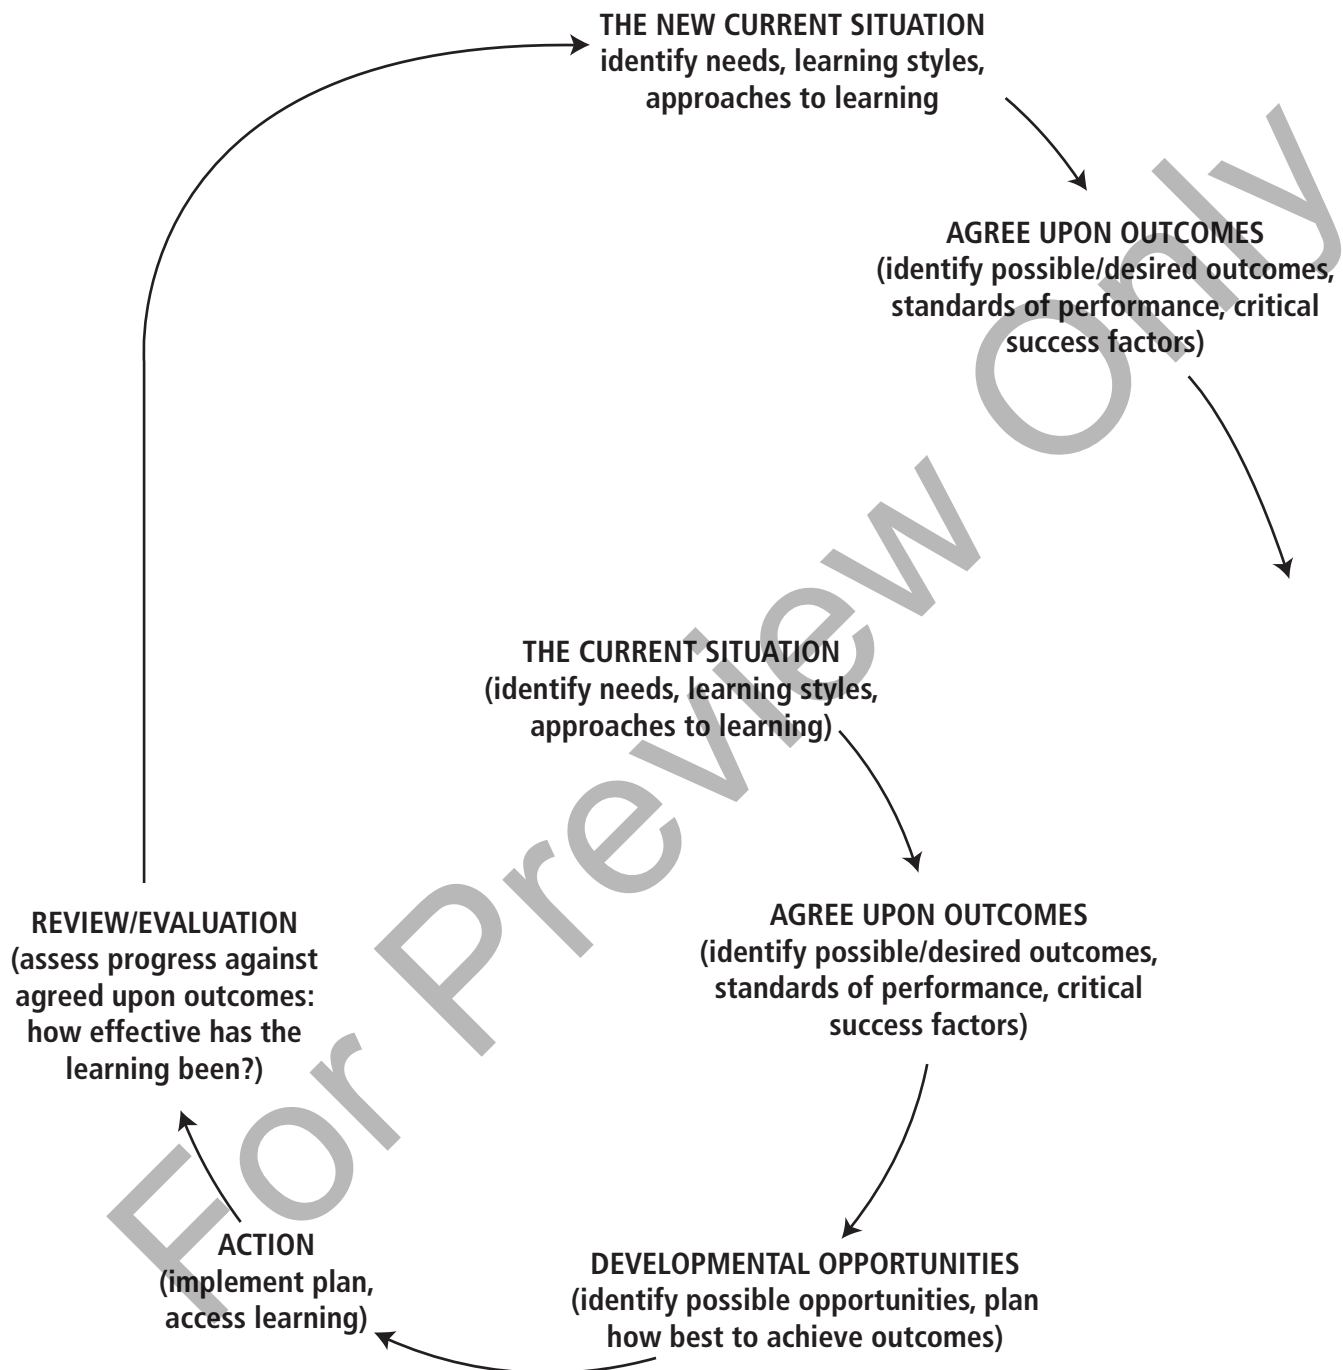 THE NEW CURRENT SITUATION
identify needs, learning styles,
approaches to learning
AGREE UPON OUTCOMES
(identify possible/desired outcomes,
standards of performance, critical
success factors)
THE CURRENT SITUATION
(identify needs, learning styles,
approaches to learning)
AGREE UPON OUTCOMES
(identify possible/desired outcomes,
standards of performance, critical
success factors)
DEVELOPMENTAL OPPORTUNITIES
(identify possible opportunities, plan
how best to achieve outcomes)
ACTION
(implement plan,
access learning)
REVIEW/EVALUATION
(assess progress against
agreed upon outcomes:
how effective has the
learning been?)
For Preview Only